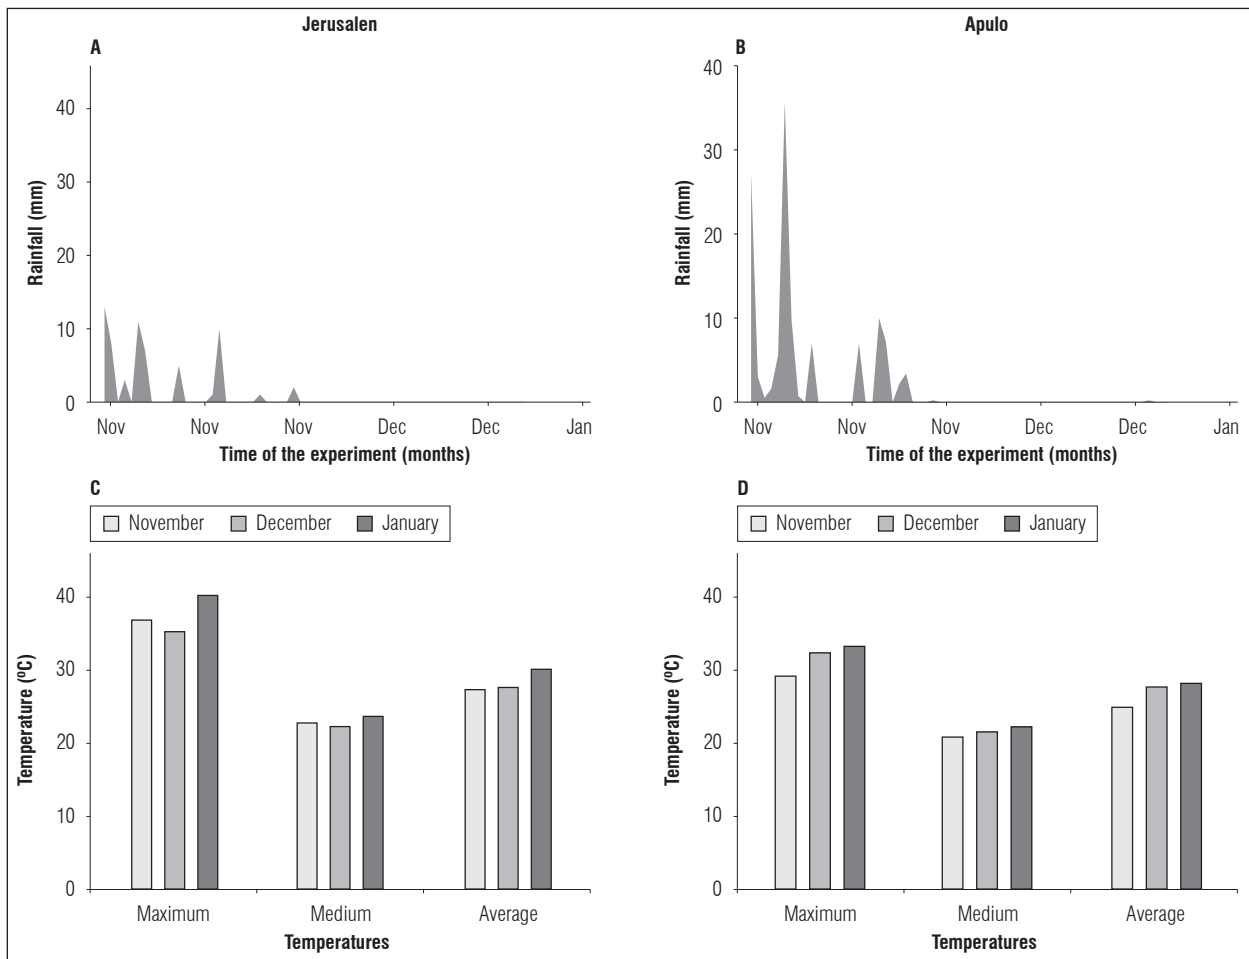 Jerusalen
A
40
30
20
10
0
Rainfall (mm)
Nov Nov Nov Dec Dec Jan
Time of the experiment (months)
Apulo
B
40
30
20
10
0
Rainfall (mm)
Nov Nov Nov Dec Dec Jan
Time of the experiment (months)
C
November December January
40
30
20
10
0
Temperature (ºC)
Maximum Medium Average
Temperatures
D
November December January
40
30
20
10
0
Temperature (ºC)
Maximum Medium Average
Temperatures